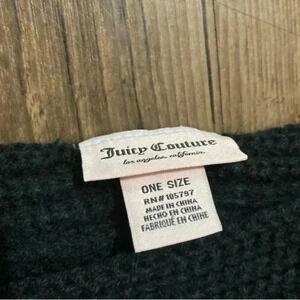 Juicy Couture
los angeles, california.
ONE SIZE
RN# 105797
MADE IN CHINA
HECHO EN CHINA
FABRIQUÉ EN CHINE